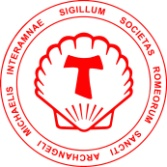 SIGILLUM SOCIETAS ROMEORUM SANCTI ARCHANGELI MICHAELIS INTERAMNAE